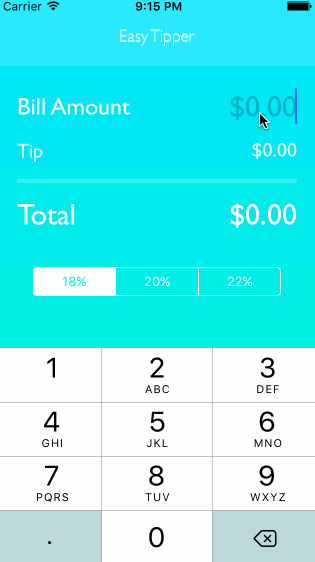 Carrier 9:15 PM
EasyTipper
Bill Amount $0.00
Tip $0.00
Total $0.00
18% 20% 22%
1 2 3
ABC DEF
4 5 6
GHI JKL MNO
7 8 9
PQRS TUV WXYZ
. 0